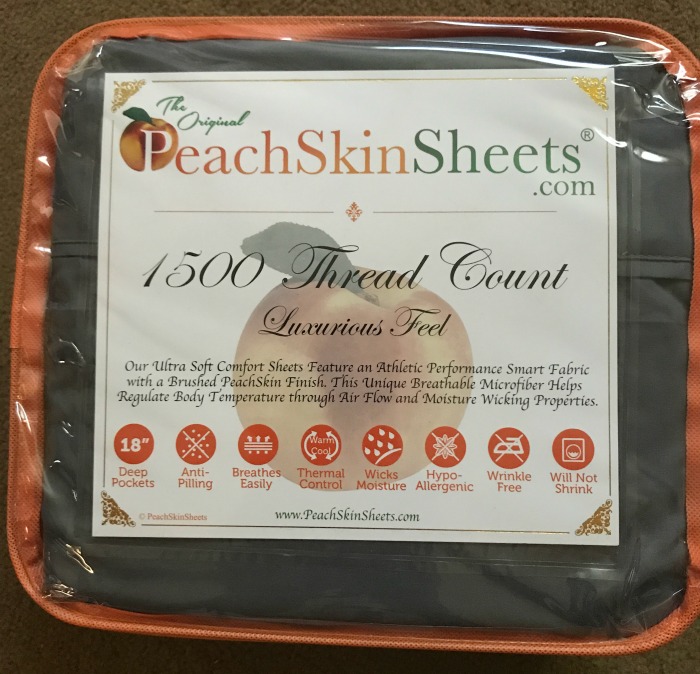 The Original
PeachSkinSheets®
.com
1500 Thread Count
Luxurious Feel
Our Ultra Soft Comfort Sheets Feature an Athletic Performance Smart Fabric
with a Brushed PeachSkin Finish. This Unique Breathable Microfiber Helps
Regulate Body Temperature through Air Flow and Moisture Wicking Properties.
18"
Deep
Pockets
Anti-
Pilling
Breathes
Easily
Warm
Cool
Thermal
Control
Wicks
Moisture
Hypo-
Allergenic
Wrinkle
Free
Will Not
Shrink
© PeachSkinSheets
www.PeachSkinSheets.com